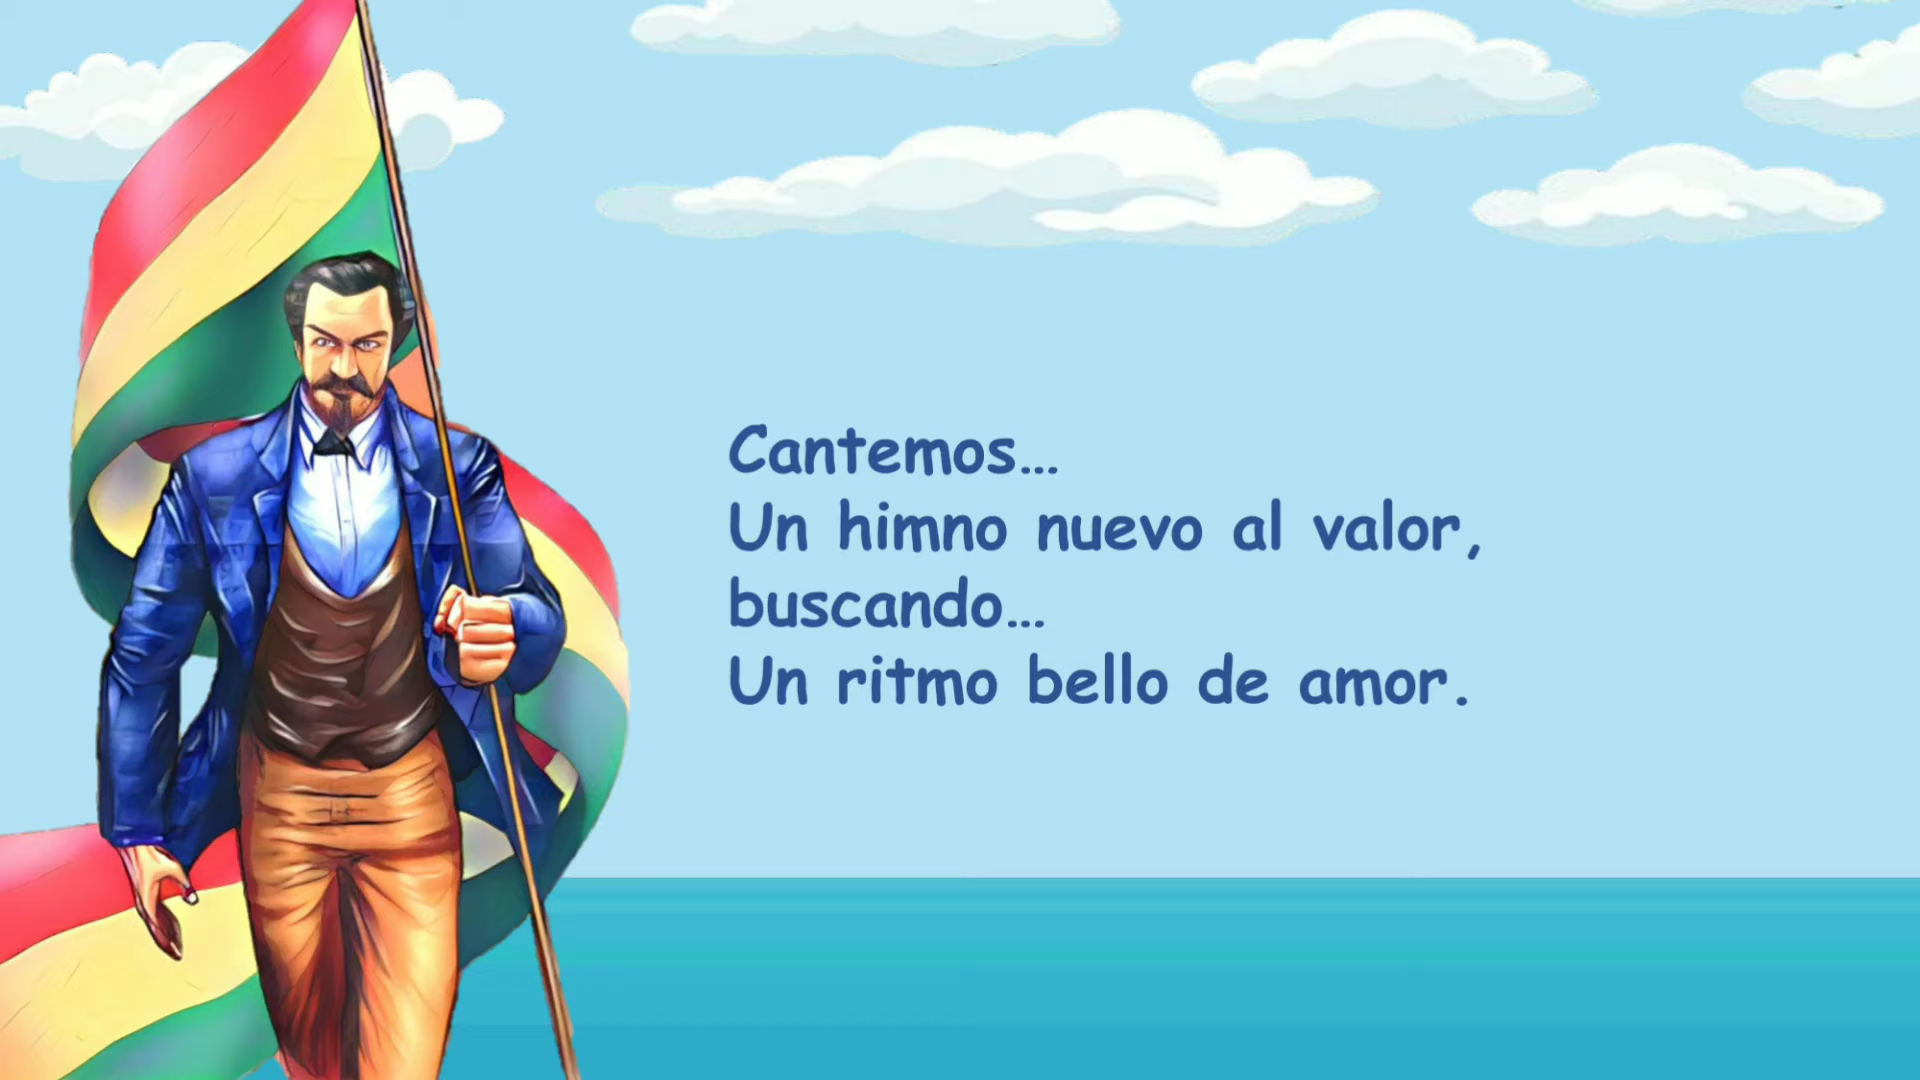 Cantemos...
Un himno nuevo al valor,
buscando...
Un ritmo bello de amor.